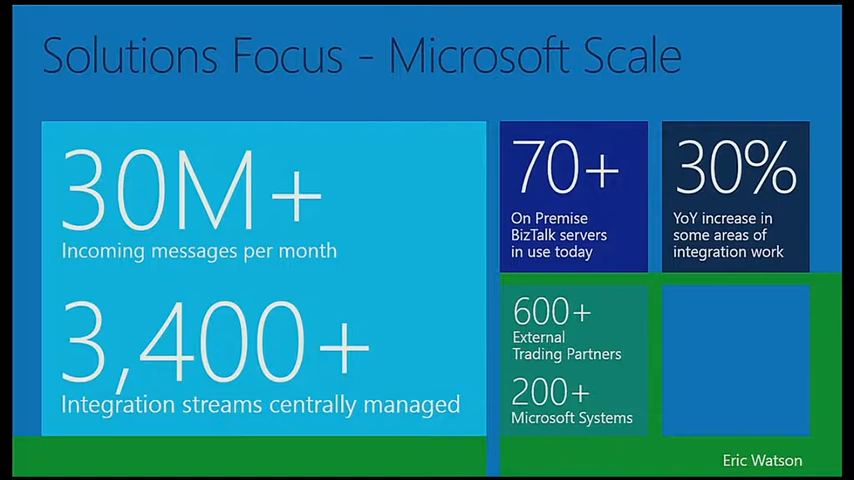 Solutions Focus - Microsoft Scale
30M+
Incoming messages per month
3,400+
Integration streams centrally managed
70+
On Premise
BizTalk servers
in use today
30%
YoY increase in
some areas of
integration work
600+
External
Trading Partners
200+
Microsoft Systems
Eric Watson